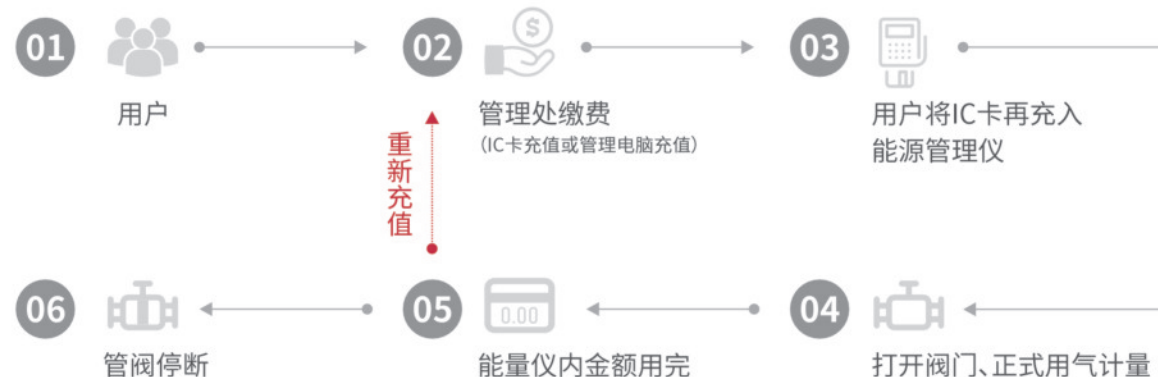 01
用户
02
管理处缴费
(IC卡充值或管理电脑充值)
03
用户将IC卡再充入
能源管理仪
重新充值
06
管阀停断
05
0.00
能量仪内金额用完
04
打开阀门、正式用气计量